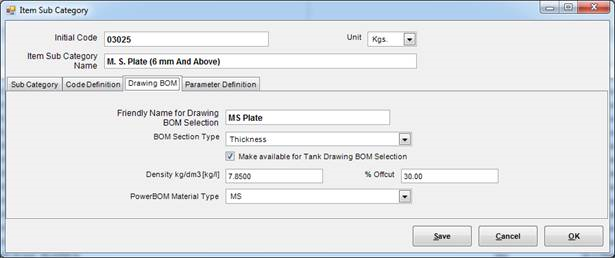 Item Sub Category
Initial Code 03025 Unit Kgs.
Item Sub Category Name M. S. Plate (6 mm And Above)
Sub Category Code Definition Drawing BOM Parameter Definition
Friendly Name for Drawing BOM Selection MS Plate
BOM Section Type Thickness
Make available for Tank Drawing BOM Selection
Density kg/dm3 [kg/l] 7.8500 % Offcut 30.00
PowerBOM Material Type MS
Save Cancel OK